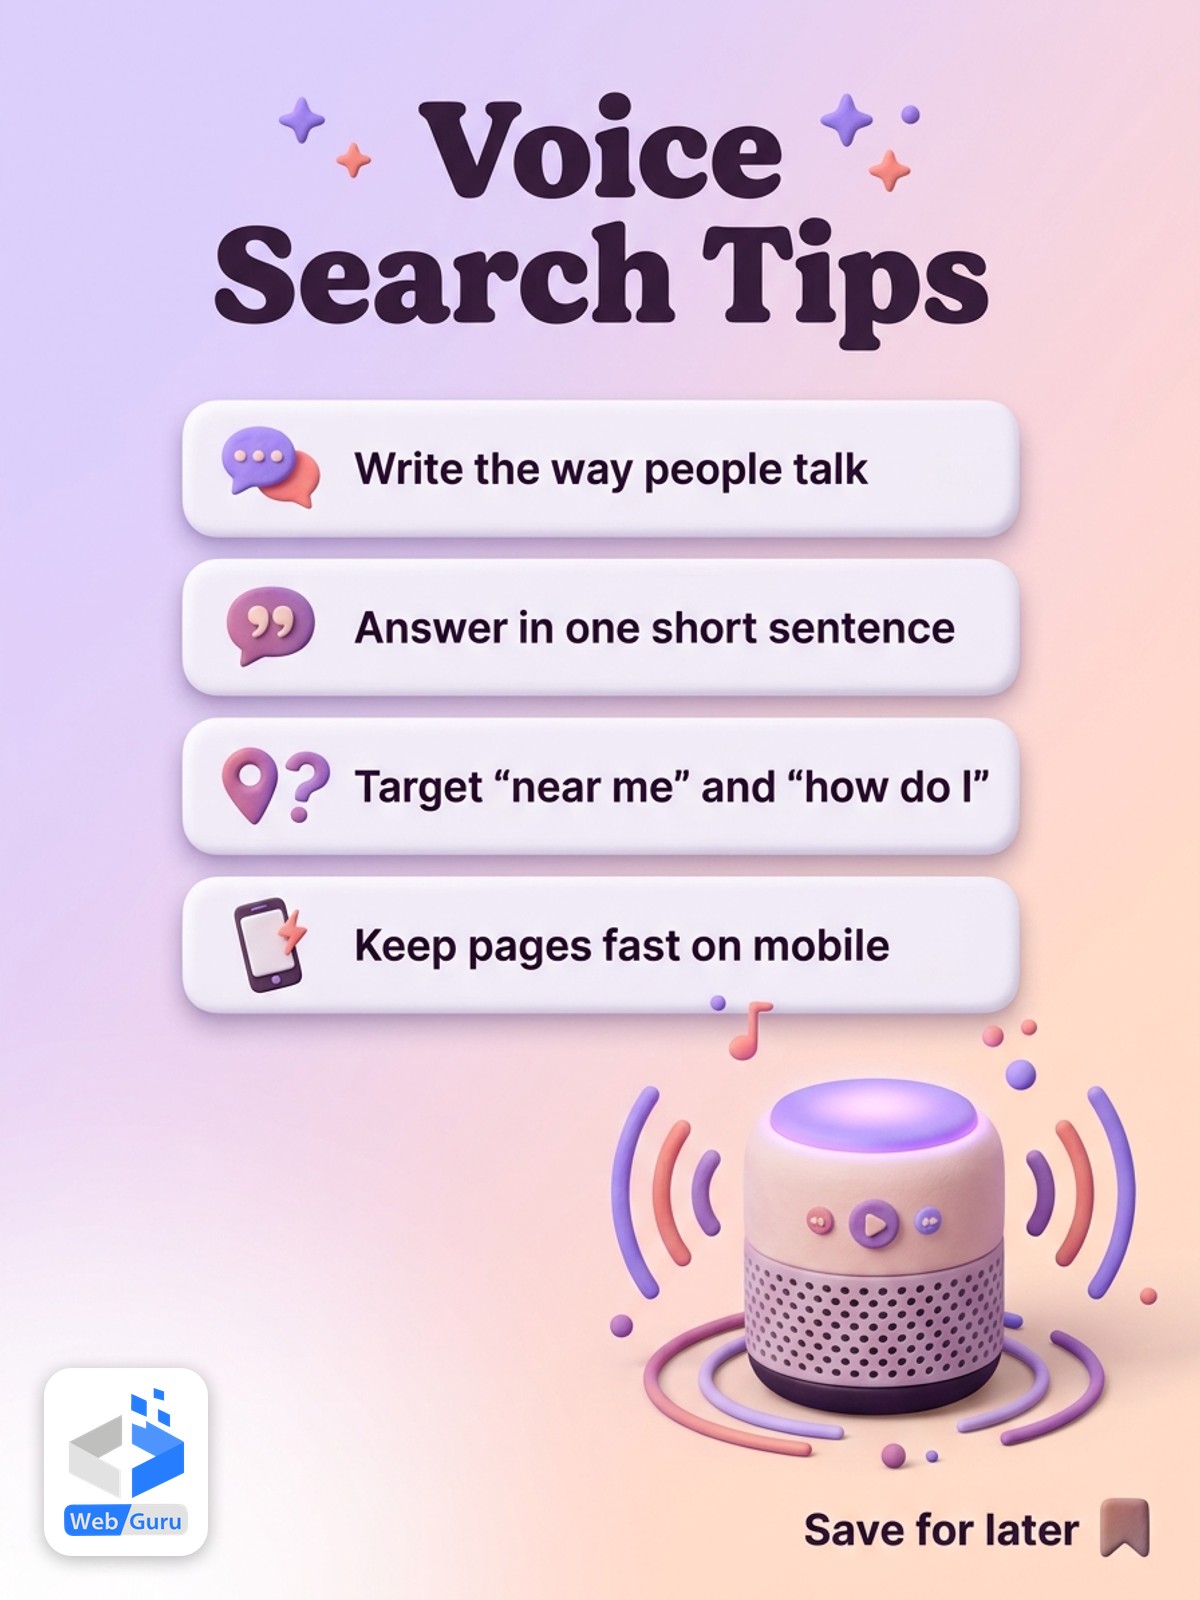 Voice
Search Tips
Write the way people talk
Answer in one short sentence
Target “near me” and “how do I”
Keep pages fast on mobile
Web/Guru
Save for later